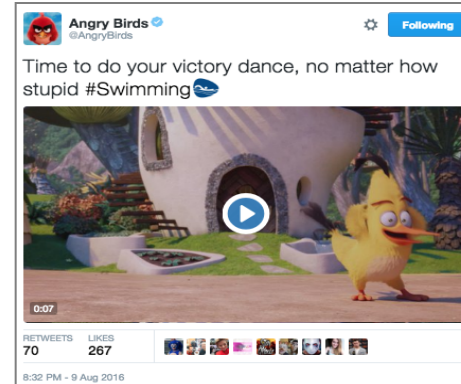 Angry Birds
@AngryBirds
Following
Time to do your victory dance, no matter how
stupid #Swimming
0:07
RETWEETS LIKES
70 267
8:32 PM - 9 Aug 2016